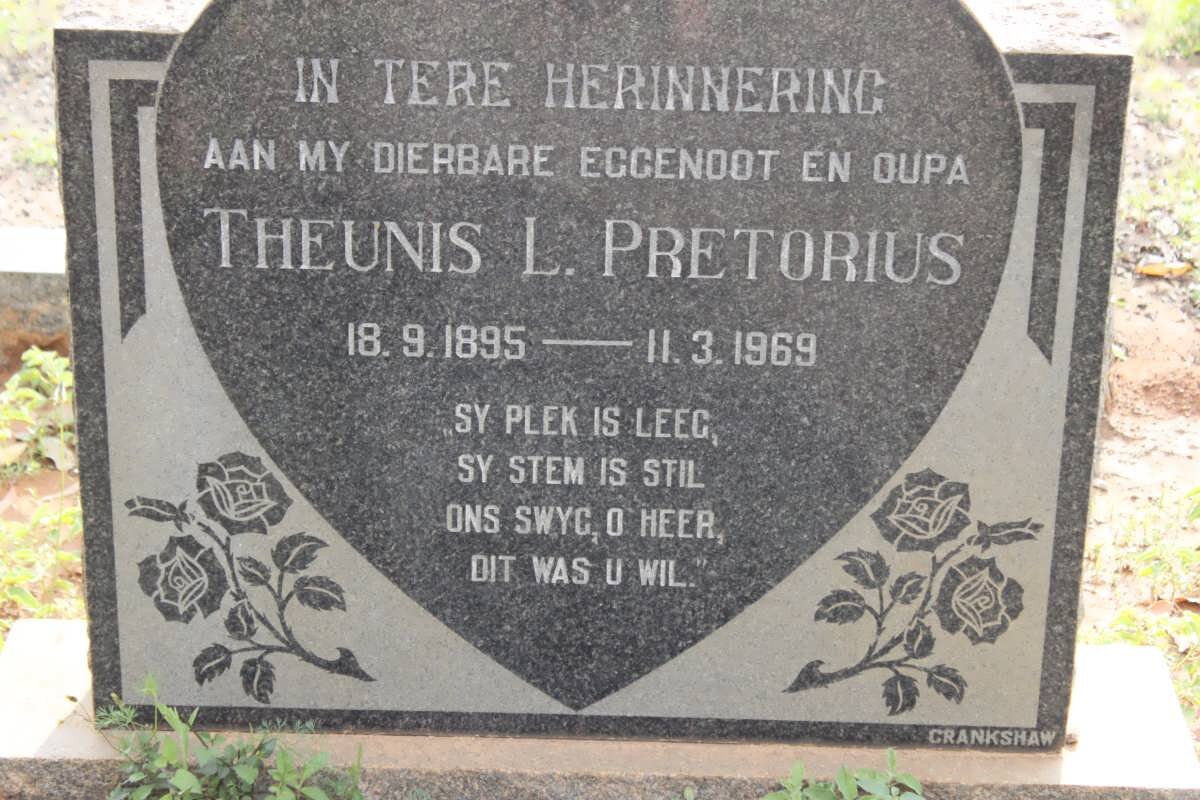 IN TERE HERINNERING
AAN MY DIERBARE EGGENOOT EN OUPA
THEUNIS L. PRETORIUS
18.9.1895 — 11.3.1969
„SY PLEK IS LEEG,
SY STEM IS STIL
ONS SWYG, O HEER,
DIT WAS U WIL.”
CRANKSHAW